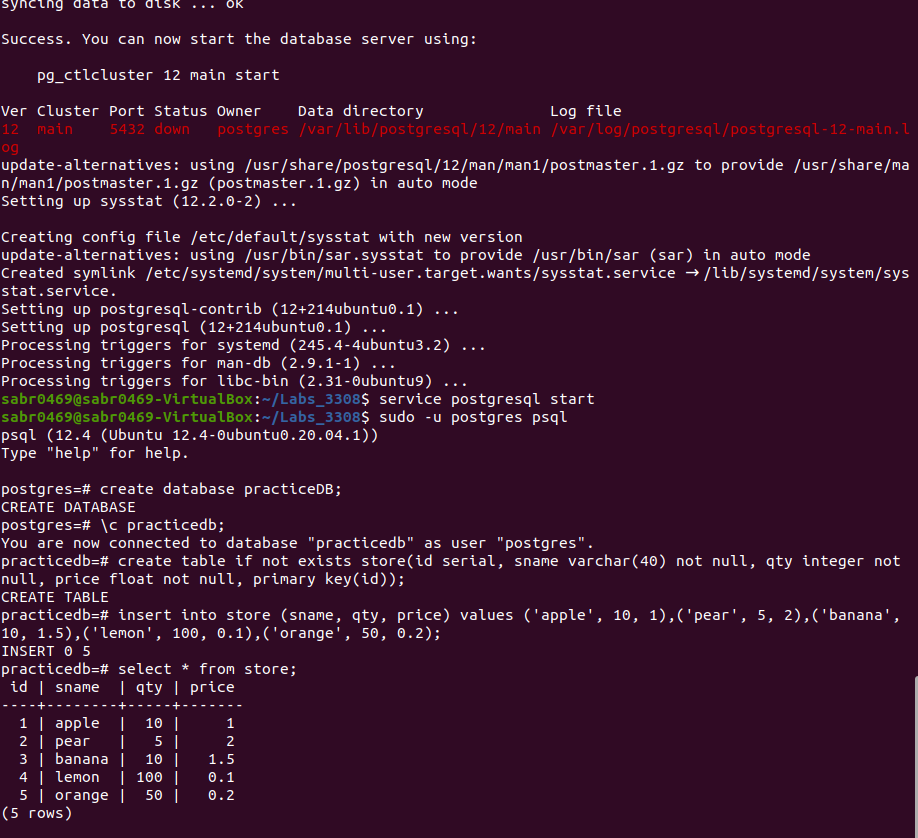 syncing data to disk ... ok
Success. You can now start the database server using:
    pg_ctlcluster 12 main start
Ver Cluster Port Status Owner    Data directory              Log file
12  main    5432 down   postgres /var/lib/postgresql/12/main /var/log/postgresql/postgresql-12-main.l
og
update-alternatives: using /usr/share/postgresql/12/man/man1/postmaster.1.gz to provide /usr/share/ma
n/man1/postmaster.1.gz (postmaster.1.gz) in auto mode
Setting up sysstat (12.2.0-2) ...
Creating config file /etc/default/sysstat with new version
update-alternatives: using /usr/bin/sar.sysstat to provide /usr/bin/sar (sar) in auto mode
Created symlink /etc/systemd/system/multi-user.target.wants/sysstat.service → /lib/systemd/system/sys
stat.service.
Setting up postgresql-contrib (12+214ubuntu0.1) ...
Setting up postgresql (12+214ubuntu0.1) ...
Processing triggers for systemd (245.4-4ubuntu3.2) ...
Processing triggers for man-db (2.9.1-1) ...
Processing triggers for libc-bin (2.31-0ubuntu9) ...
sabr0469@sabr0469-VirtualBox:~/Labs_3308$ service postgresql start
sabr0469@sabr0469-VirtualBox:~/Labs_3308$ sudo -u postgres psql
psql (12.4 (Ubuntu 12.4-0ubuntu0.20.04.1))
Type "help" for help.
postgres=# create database practiceDB;
CREATE DATABASE
postgres=# \c practicedb;
You are now connected to database "practicedb" as user "postgres".
practicedb=# create table if not exists store(id serial, sname varchar(40) not null, qty integer not
null, price float not null, primary key(id));
CREATE TABLE
practicedb=# insert into store (sname, qty, price) values ('apple', 10, 1),('pear', 5, 2),('banana',
10, 1.5),('lemon', 100, 0.1),('orange', 50, 0.2);
INSERT 0 5
practicedb=# select * from store;
 id | sname  | qty | price
----+--------+-----+-------
  1 | apple  |  10 |     1
  2 | pear   |   5 |     2
  3 | banana |  10 |   1.5
  4 | lemon  | 100 |   0.1
  5 | orange |  50 |   0.2
(5 rows)